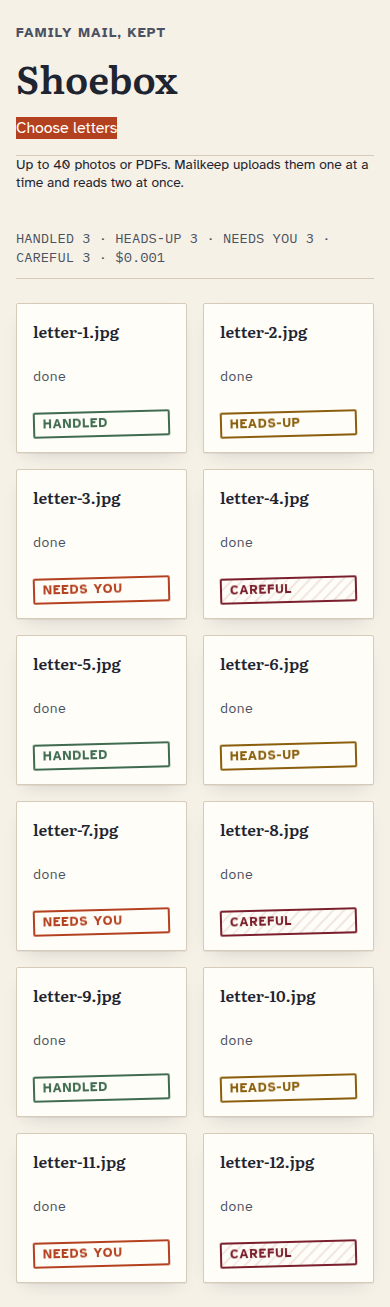 FAMILY MAIL, KEPT
Shoebox
Choose letters
Up to 40 photos or PDFs. Mailkeep uploads them one at a
time and reads two at once.
HANDLED 3 · HEADS-UP 3 · NEEDS YOU 3 ·
CAREFUL 3 · $0.001
letter-1.jpg
done
HANDLED
letter-2.jpg
done
HEADS-UP
letter-3.jpg
done
NEEDS YOU
letter-4.jpg
done
CAREFUL
letter-5.jpg
done
HANDLED
letter-6.jpg
done
HEADS-UP
letter-7.jpg
done
NEEDS YOU
letter-8.jpg
done
CAREFUL
letter-9.jpg
done
HANDLED
letter-10.jpg
done
HEADS-UP
letter-11.jpg
done
NEEDS YOU
letter-12.jpg
done
CAREFUL